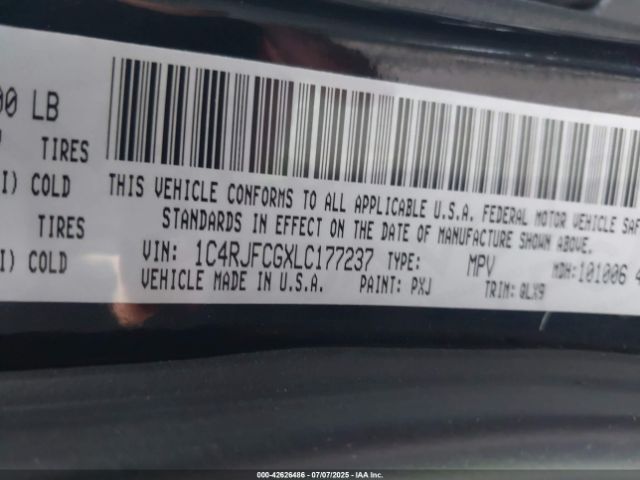 00 LB
TIRES
I) COLD
TIRES
I) COLD
THIS VEHICLE CONFORMS TO ALL APPLICABLE U.S.A. FEDERAL MOTOR VEHICLE SAF
STANDARDS IN EFFECT ON THE DATE OF MANUFACTURE SHOWN ABOVE.
VIN: 1C4RJFCGXLC177237 TYPE: MPV MDH:101006 4
VEHICLE MADE IN U.S.A. PAINT: PXJ TRIM: QLX9
000-42626486 - 07/07/2025 - IAA Inc.